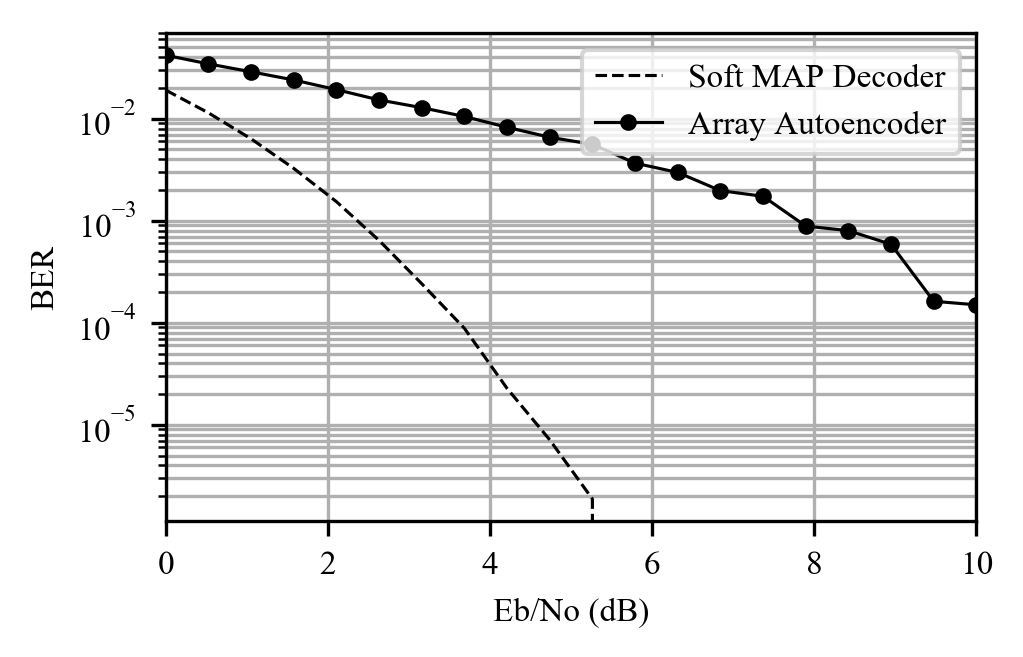 Soft MAP Decoder
Array Autoencoder
10⁻²
10⁻³
10⁻⁴
10⁻⁵
BER
0 2 4 6 8 10
Eb/No (dB)